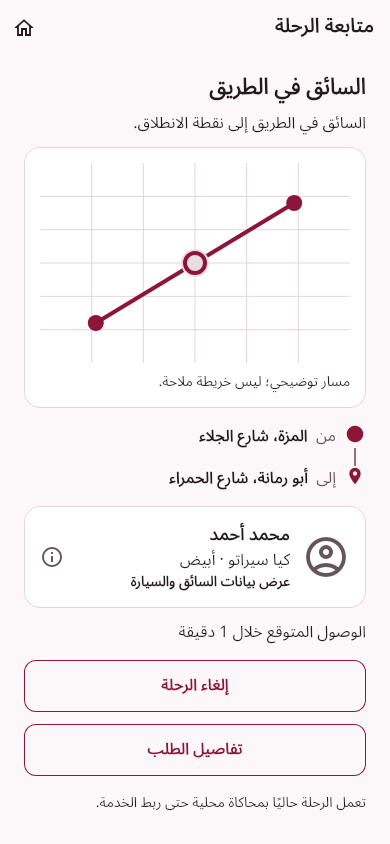 متابعة الرحلة
السائق في الطريق
السائق في الطريق إلى نقطة الانطلاق.
مسار توضيحي؛ ليس خريطة ملاحة.
من المزة، شارع الجلاء
إلى أبو رمانة، شارع الحمراء
محمد أحمد
كيا سيراتو · أبيض
عرض بيانات السائق والسيارة
الوصول المتوقع خلال 1 دقيقة
إلغاء الرحلة
تفاصيل الطلب
تعمل الرحلة حاليًا بمحاكاة محلية حتى ربط الخدمة.